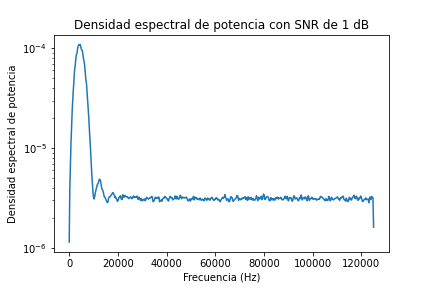 Densidad espectral de potencia con SNR de 1 dB
Densidad espectral de potencia
10⁻⁴
10⁻⁵
10⁻⁶
0 20000 40000 60000 80000 100000 120000
Frecuencia (Hz)